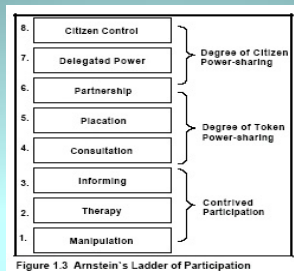 8. Citizen Control
7. Delegated Power
Degree of Citizen
Power-sharing
6. Partnership
5. Placation
4. Consultation
Degree of Token
Power-sharing
3. Informing
2. Therapy
1. Manipulation
Contrived
Participation
Figure 1.3 Arnstein's Ladder of Participation